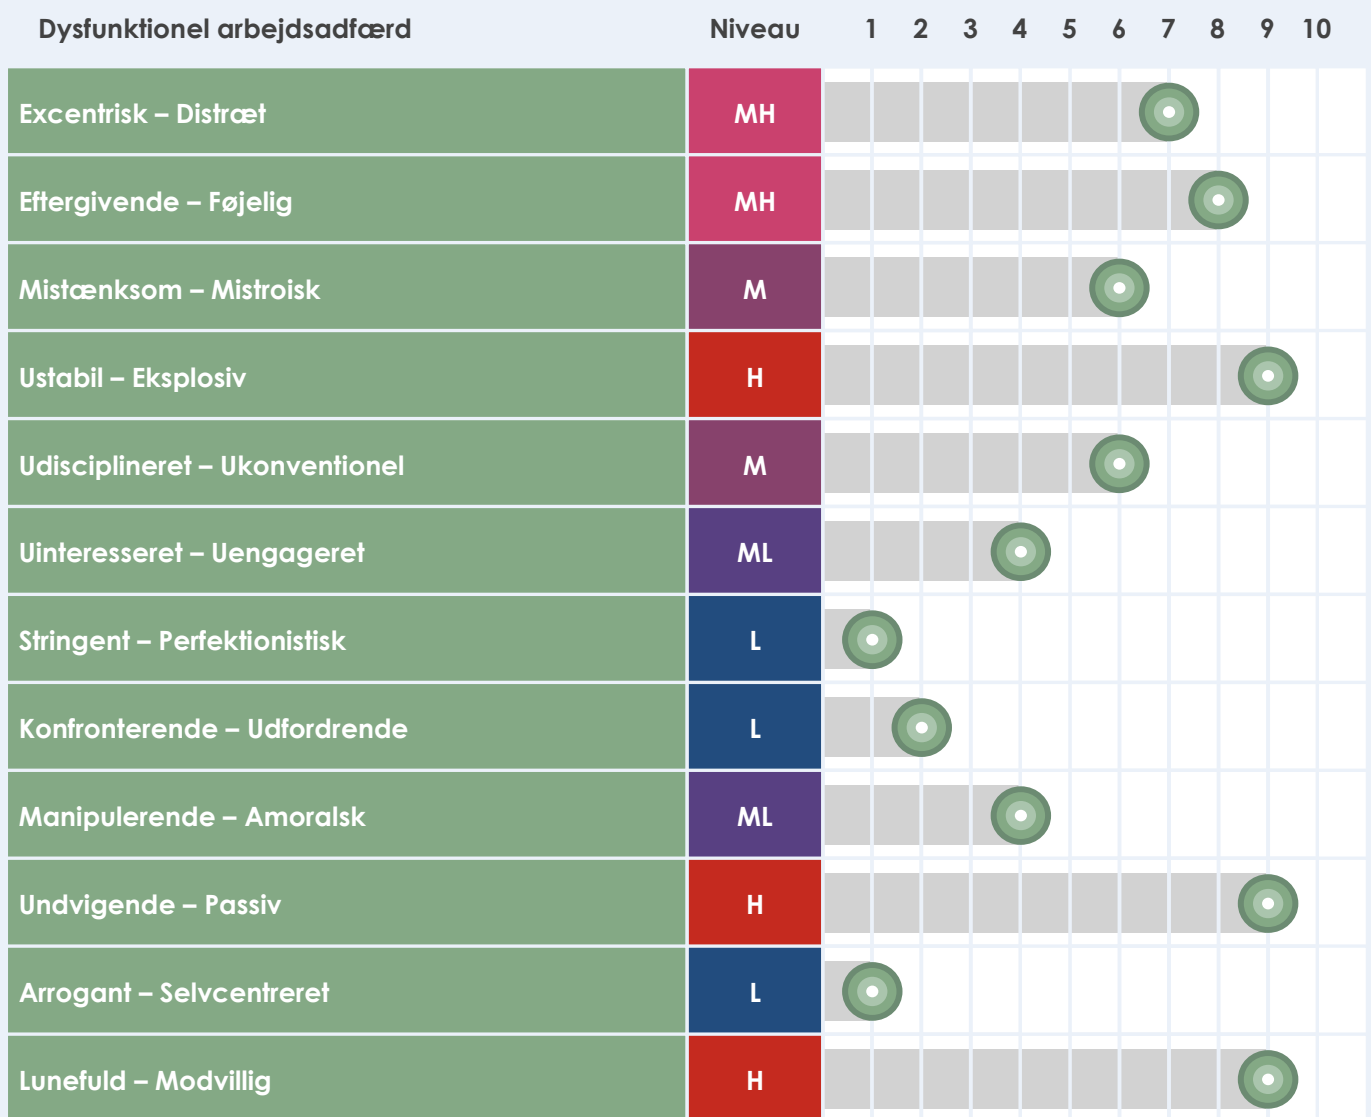 Dysfunktionel arbejdsadfærd Niveau 1 2 3 4 5 6 7 8 9 10
Excentrisk – Distræt MH
Eftergivende – Føjelig MH
Mistænksom – Mistroisk M
Ustabil – Eksplosiv H
Udisciplineret – Ukonventionel M
Uinteresseret – Uengageret ML
Stringent – Perfektionistisk L
Konfronterende – Udfordrende L
Manipulerende – Amoralsk ML
Undvigende – Passiv H
Arrogant – Selvcentreret L
Lunefuld – Modvillig H